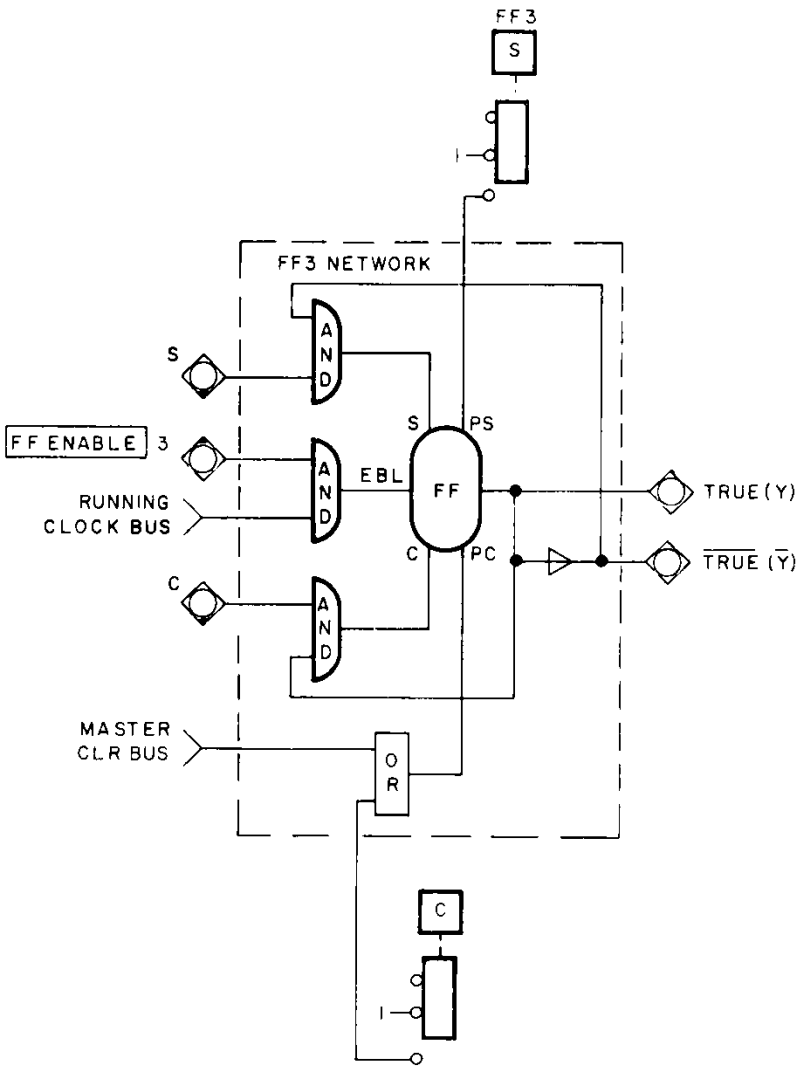 FF3
S
I
FF3 NETWORK
AND
S
FF ENABLE 3
S
PS
AND
EBL
FF
TRUE (Y)
RUNNING
CLOCK BUS
C
PC
TRUE (Y̅)
C
AND
MASTER
CLR BUS
OR
C
I